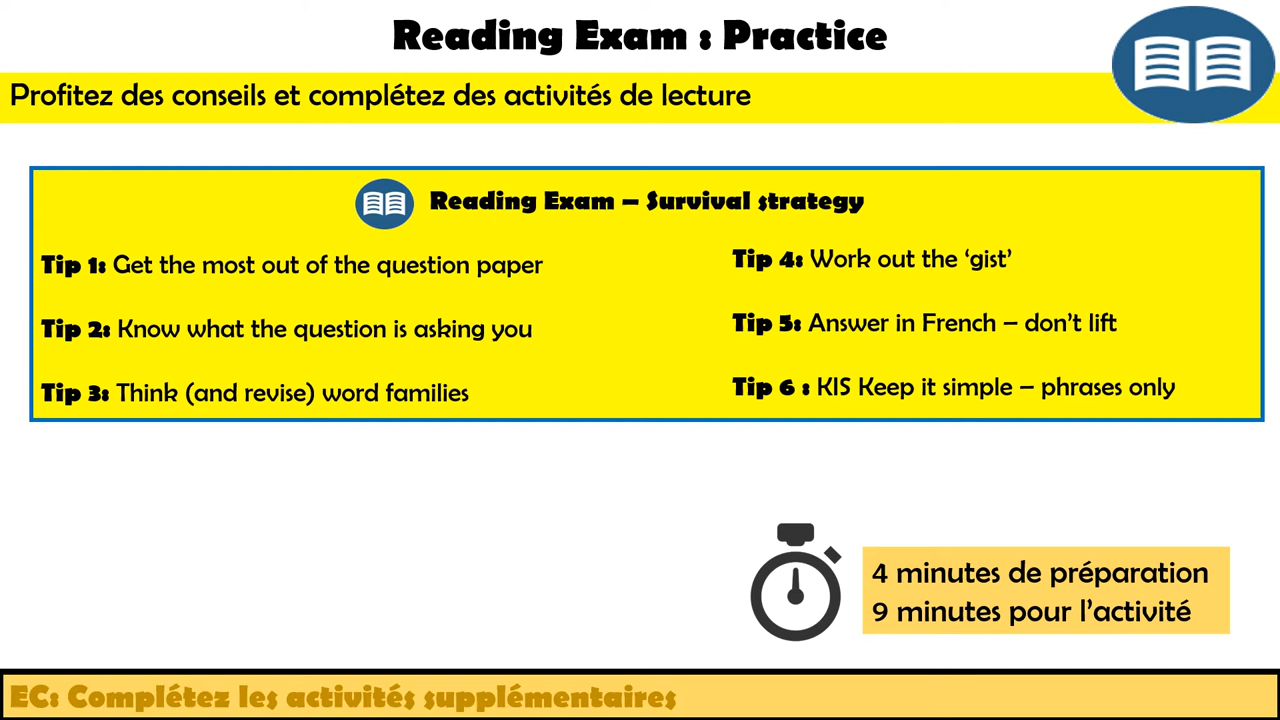 Reading Exam : Practice
Profitez des conseils et complétez des activités de lecture
Reading Exam – Survival strategy
Tip 1: Get the most out of the question paper
Tip 2: Know what the question is asking you
Tip 3: Think (and revise) word families
Tip 4: Work out the ‘gist’
Tip 5: Answer in French – don’t lift
Tip 6 : KIS Keep it simple – phrases only
4 minutes de préparation
9 minutes pour l’activité
EC: Complétez les activités supplémentaires